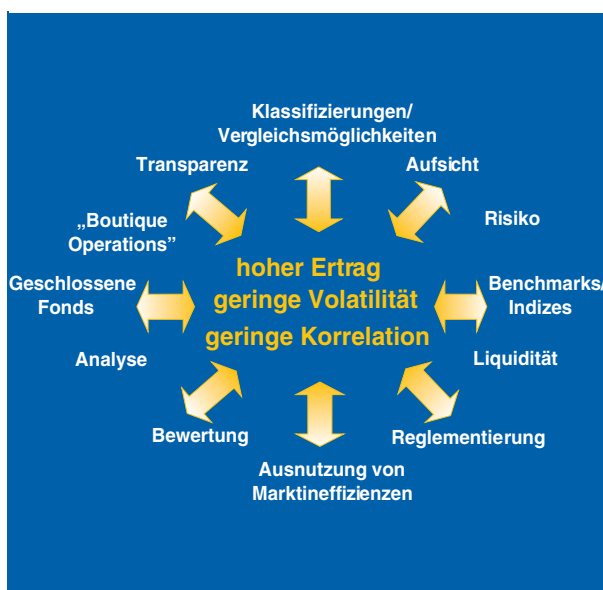 Klassifizierungen/
Vergleichsmöglichkeiten
Transparenz
Aufsicht
„Boutique
Operations”
Risiko
hoher Ertrag
geringe Volatilität
geringe Korrelation
Geschlossene
Fonds
Benchmarks/
Indizes
Analyse
Liquidität
Bewertung
Reglementierung
Ausnutzung von
Marktineffizienzen